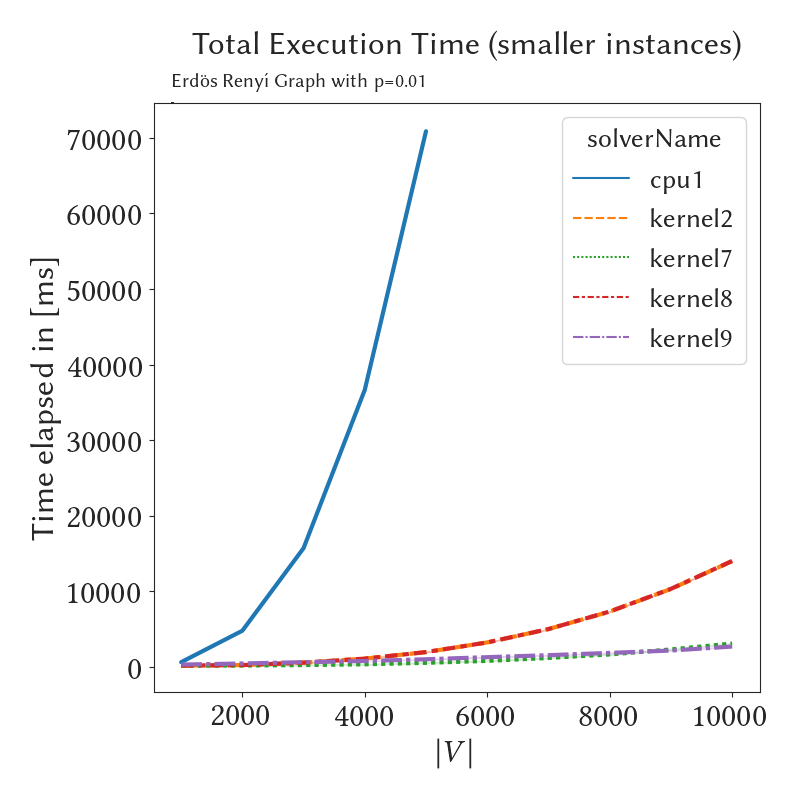 Total Execution Time (smaller instances)
Erdös Renyí Graph with p=0.01
solverName
cpu1
kernel2
kernel7
kernel8
kernel9
Time elapsed in [ms]
70000
60000
50000
40000
30000
20000
10000
0
2000 4000 6000 8000 10000
|V|